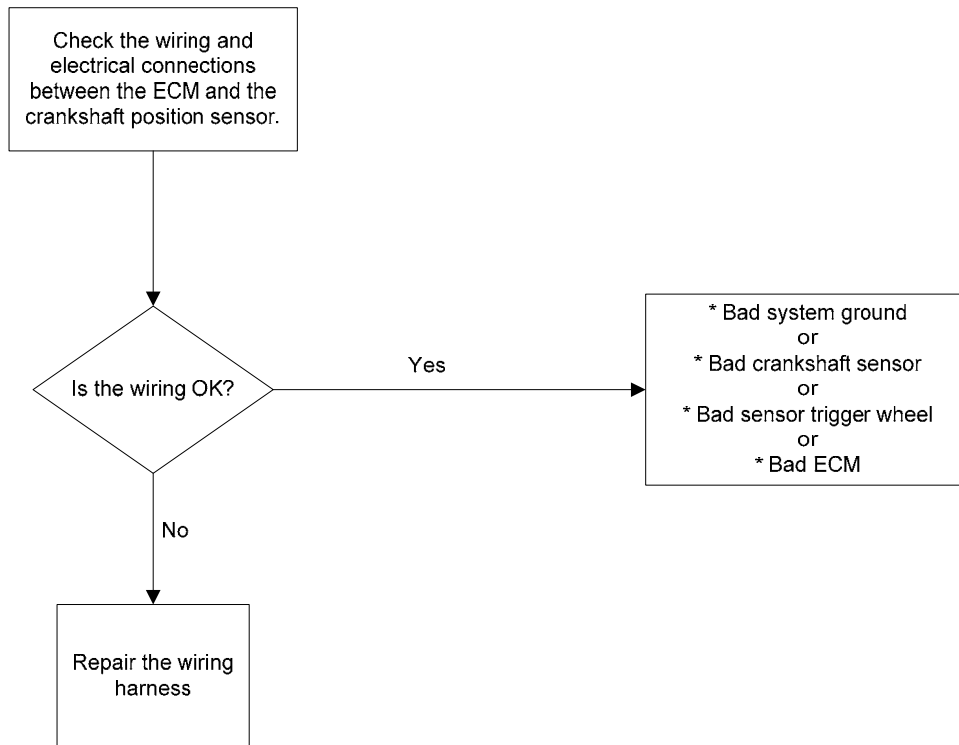 Check the wiring and
electrical connections
between the ECM and the
crankshaft position sensor.
Is the wiring OK?
Yes
* Bad system ground
or
* Bad crankshaft sensor
or
* Bad sensor trigger wheel
or
* Bad ECM
No
Repair the wiring
harness